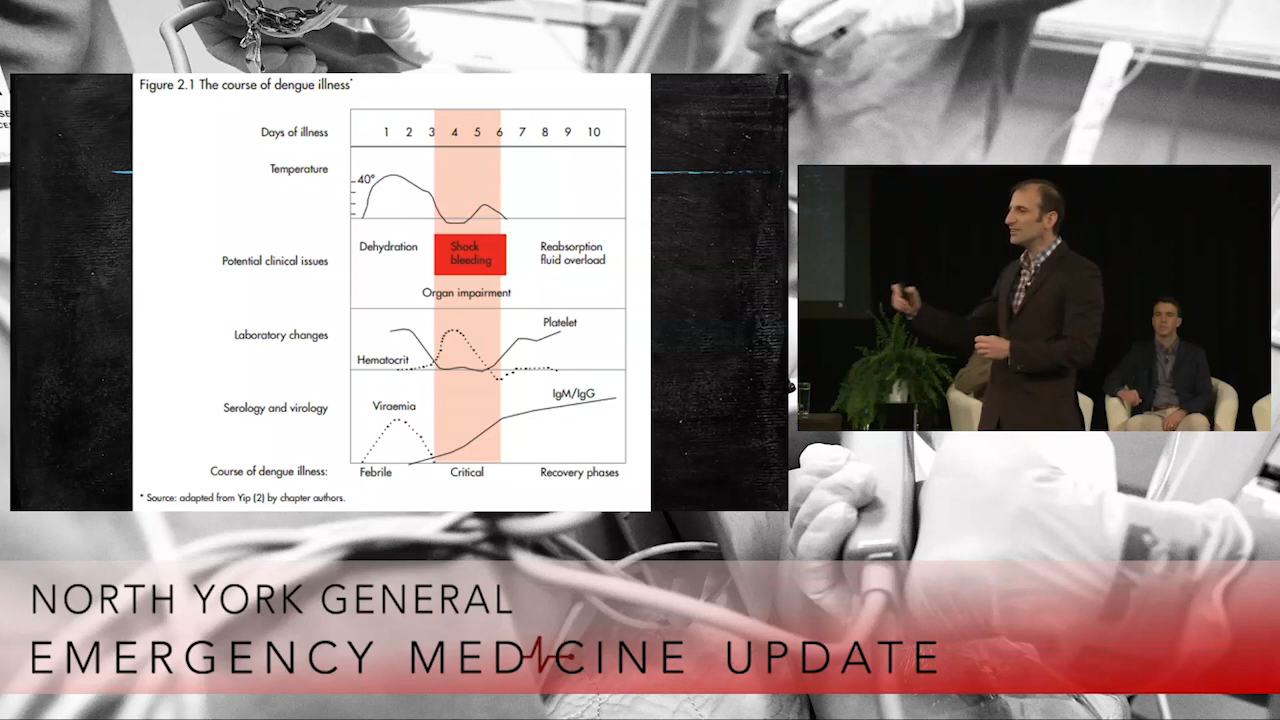 Figure 2.1 The course of dengue illness*
Days of illness
1 2 3 4 5 6 7 8 9 10
Temperature
40°
Potential clinical issues
Dehydration
Shock
bleeding
Reabsorption
fluid overload
Organ impairment
Laboratory changes
Platelet
Hematocrit
Serology and virology
Viraemia
IgM/IgG
Course of dengue illness:
Febrile
Critical
Recovery phases
* Source: adapted from Yip (2) by chapter authors.
NORTH YORK GENERAL
EMERGENCY MEDICINE UPDATE